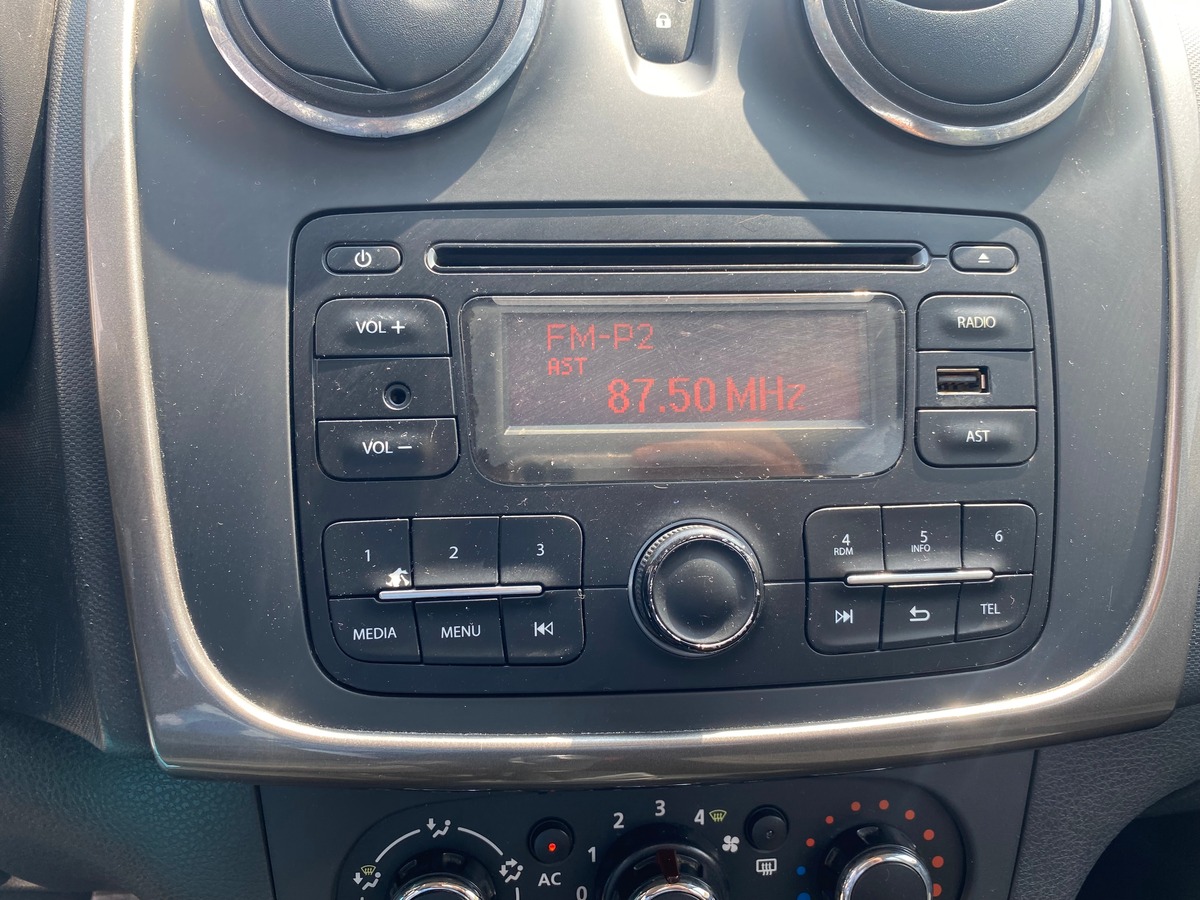 VOL +
FM-P2
AST
87.50 MHz
RADIO
VOL −
AST
1
2
3
4
RDM
5
INFO
6
MEDIA
MENU
TEL
0
1
2
3
4
AC